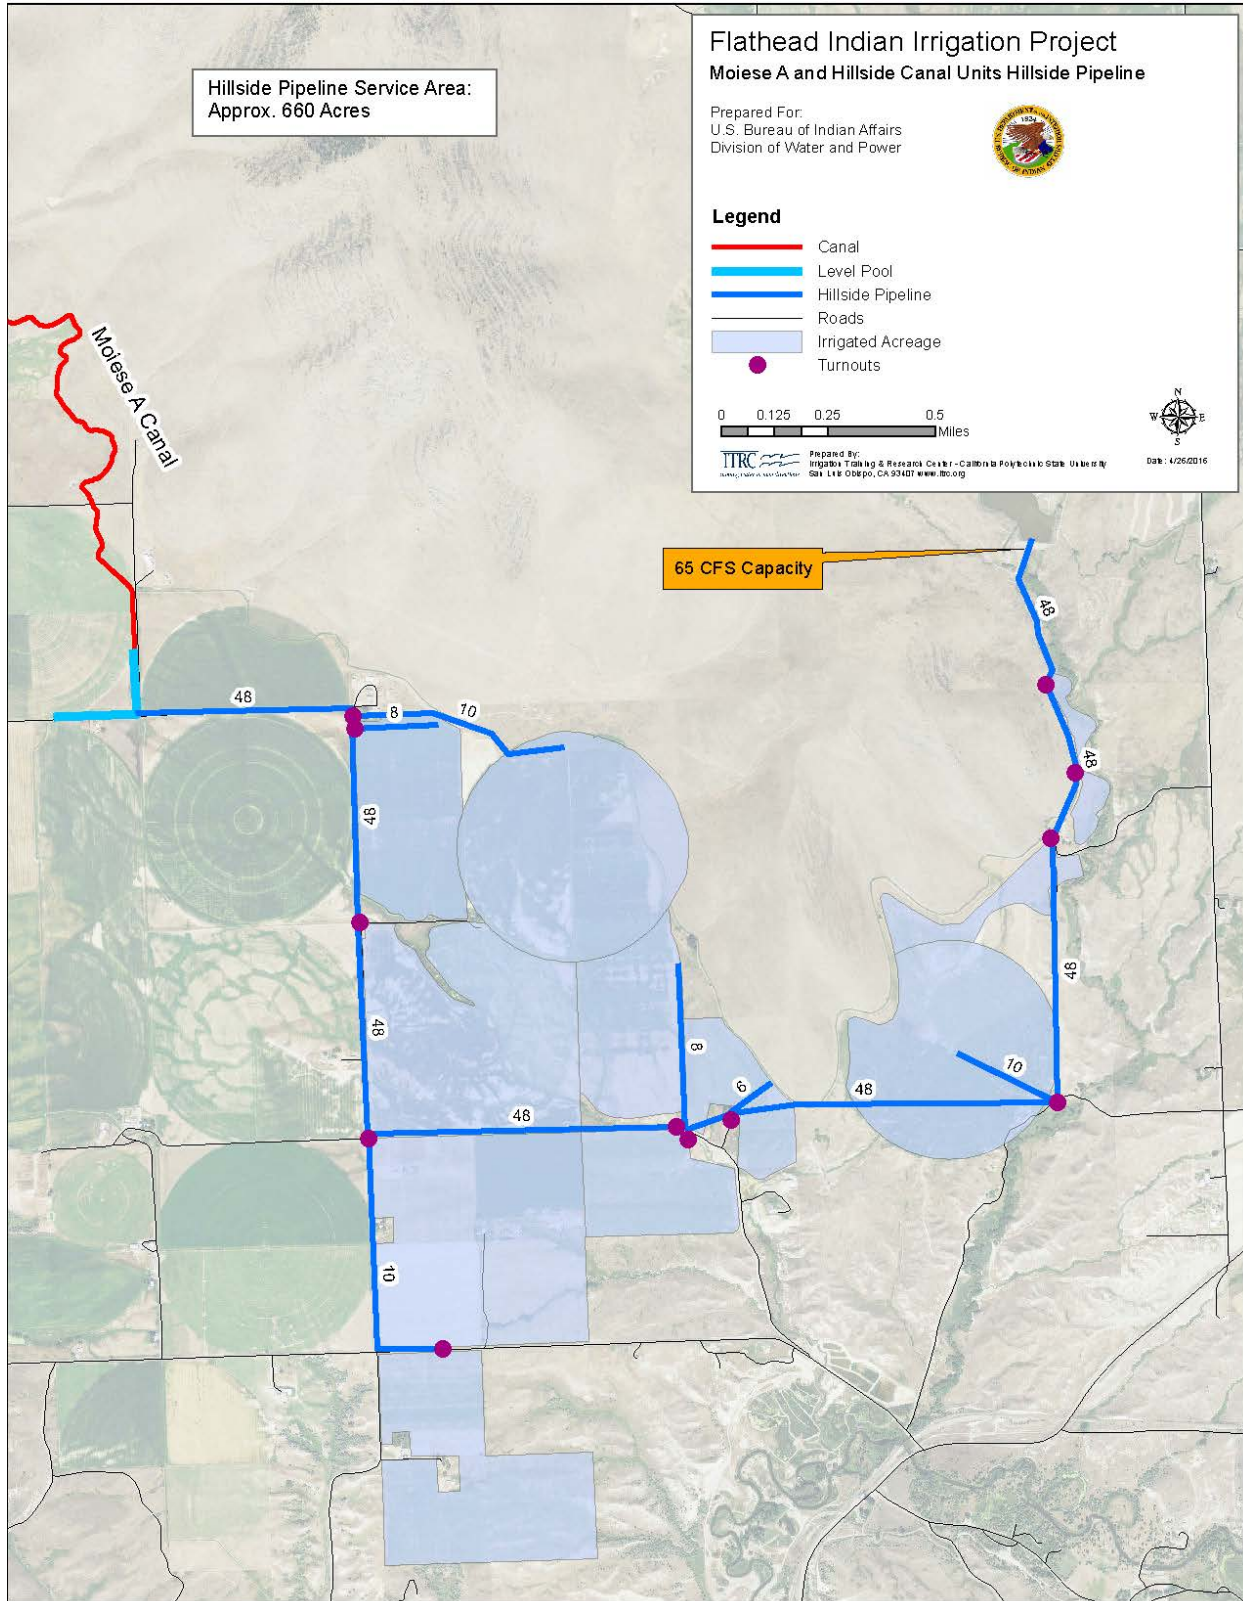 Flathead Indian Irrigation Project
Moiese A and Hillside Canal Units Hillside Pipeline
Prepared For:
U.S. Bureau of Indian Affairs
Division of Water and Power
Hillside Pipeline Service Area:
Approx. 660 Acres
Legend
Canal
Level Pool
Hillside Pipeline
Roads
Irrigated Acreage
Turnouts
0 0.125 0.25 0.5
Miles
N
W E
S
ITRC
Prepared By:
Irrigation Training & Research Center - California Polytechnic State University
San Luis Obispo, CA 93407 www.itrc.org
Date: 4/26/2016
Moiese A Canal
65 CFS Capacity
48
48
8
10
48
48
48
48
48
8
6
48
10
48
10